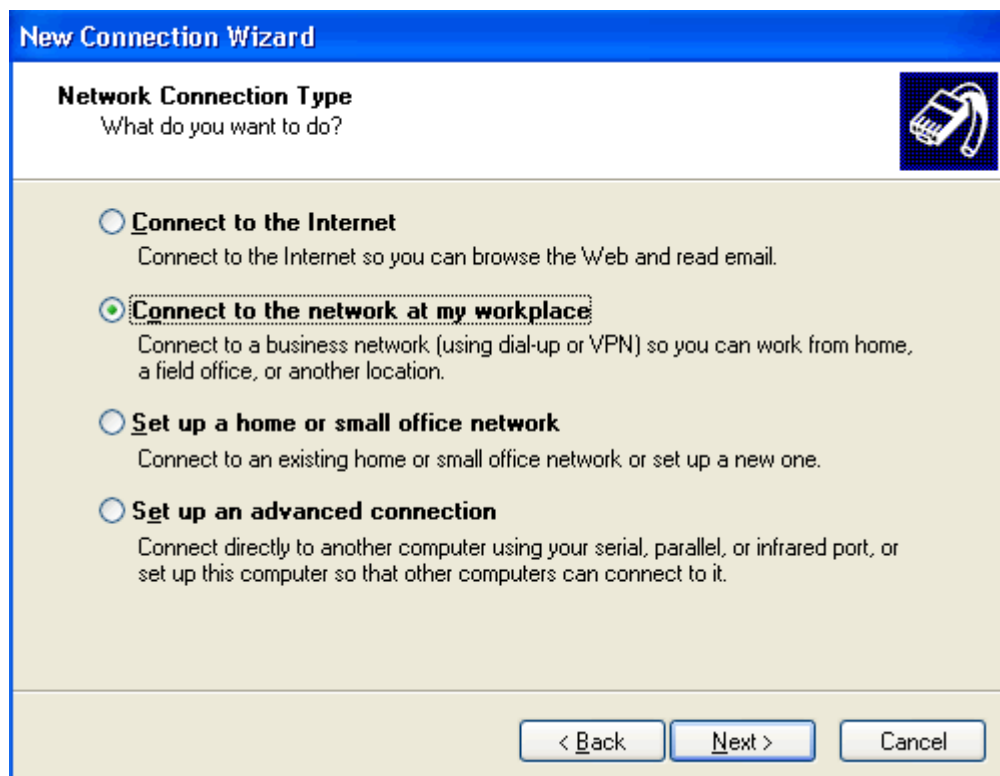 New Connection Wizard
Network Connection Type
What do you want to do?
Connect to the Internet
Connect to the Internet so you can browse the Web and read email.
Connect to the network at my workplace
Connect to a business network (using dial-up or VPN) so you can work from home,
a field office, or another location.
Set up a home or small office network
Connect to an existing home or small office network or set up a new one.
Set up an advanced connection
Connect directly to another computer using your serial, parallel, or infrared port, or
set up this computer so that other computers can connect to it.
< Back Next > Cancel